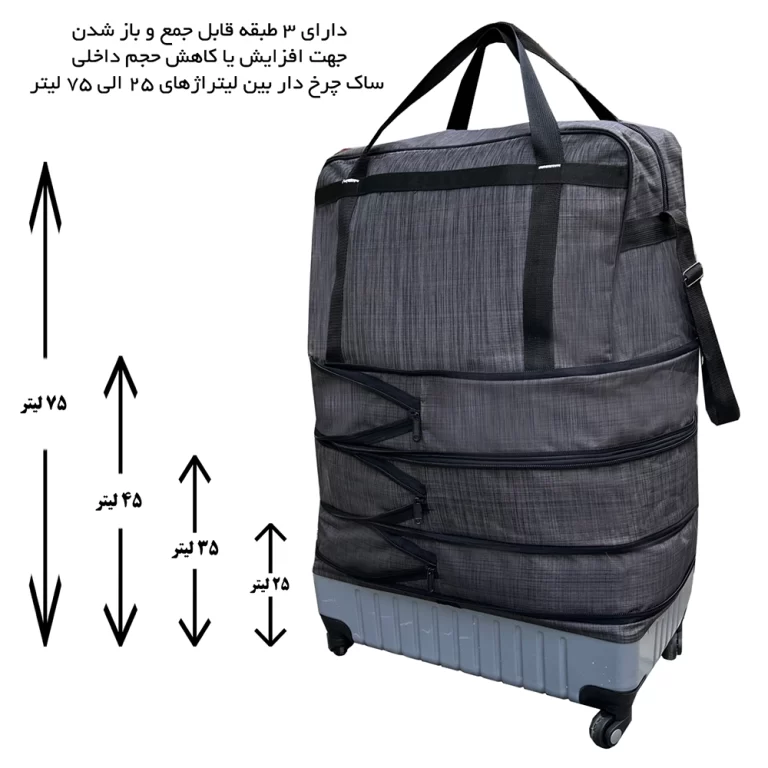 دارای ۳ طبقه قابل جمع و باز شدن
جهت افزایش یا کاهش حجم داخلی
ساک چرخ دار بین لیتراژهای ۲۵ الی ۷۵ لیتر
۷۵ لیتر
۴۵ لیتر
۳۵ لیتر
۲۵ لیتر